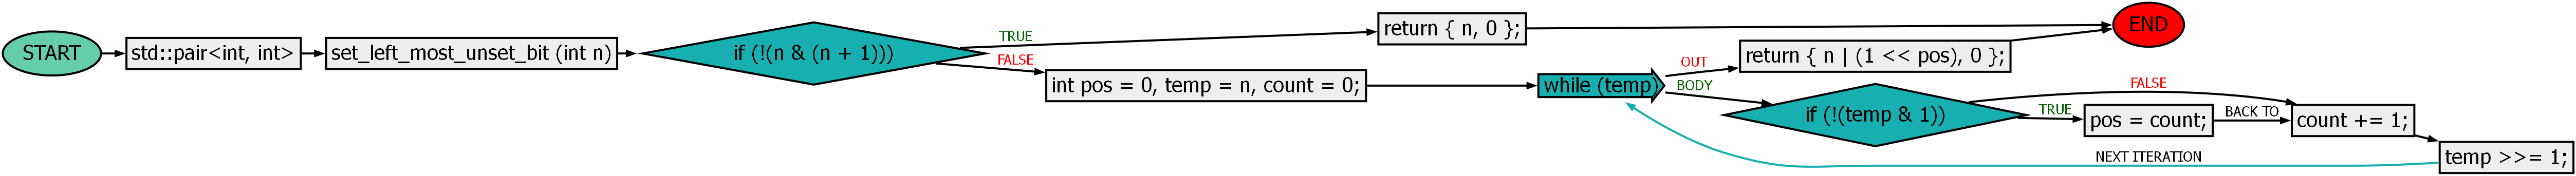 START
std::pair<int, int>
set_left_most_unset_bit (int n)
if (!(n & (n + 1)))
TRUE
FALSE
return { n, 0 };
int pos = 0, temp = n, count = 0;
while (temp)
OUT
BODY
return { n | (1 << pos), 0 };
END
if (!(temp & 1))
FALSE
TRUE
pos = count;
BACK TO
count += 1;
temp >>= 1;
NEXT ITERATION